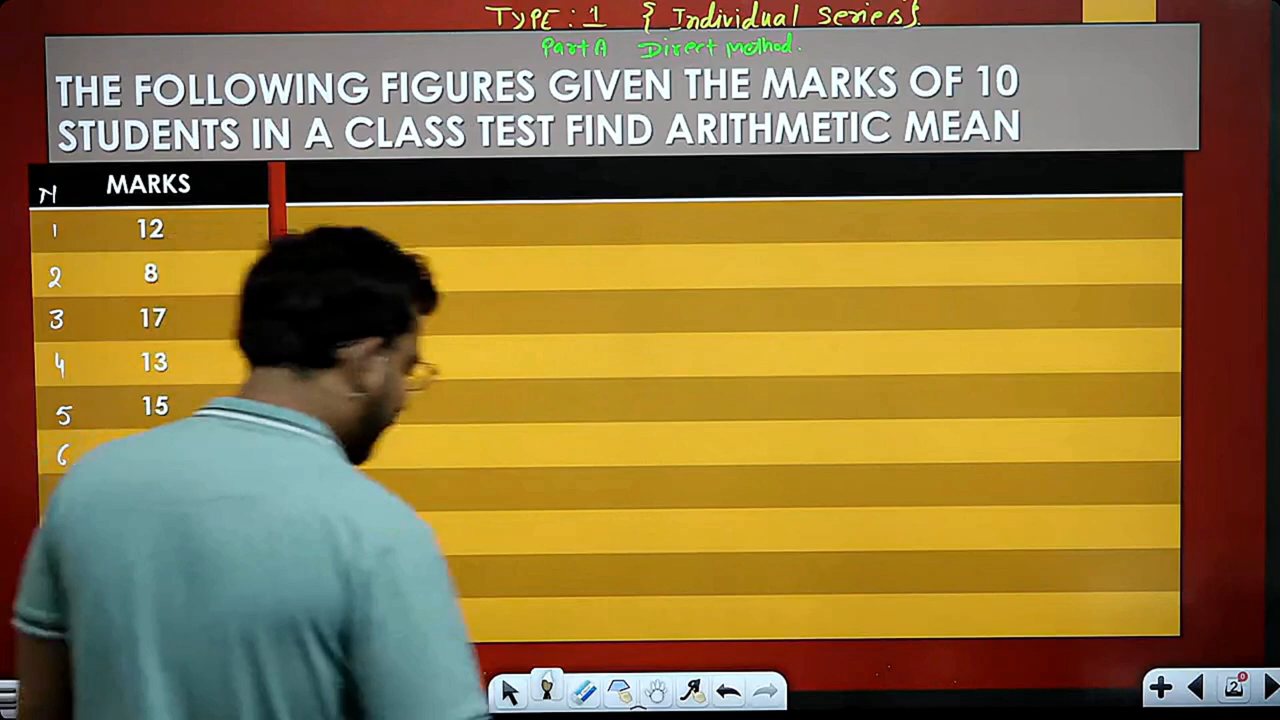 TYPE : 1 { Individual Series}.
Part A Direct method.
THE FOLLOWING FIGURES GIVEN THE MARKS OF 10
STUDENTS IN A CLASS TEST FIND ARITHMETIC MEAN
N MARKS
1 12
2 8
3 17
4 13
5 15
6
2